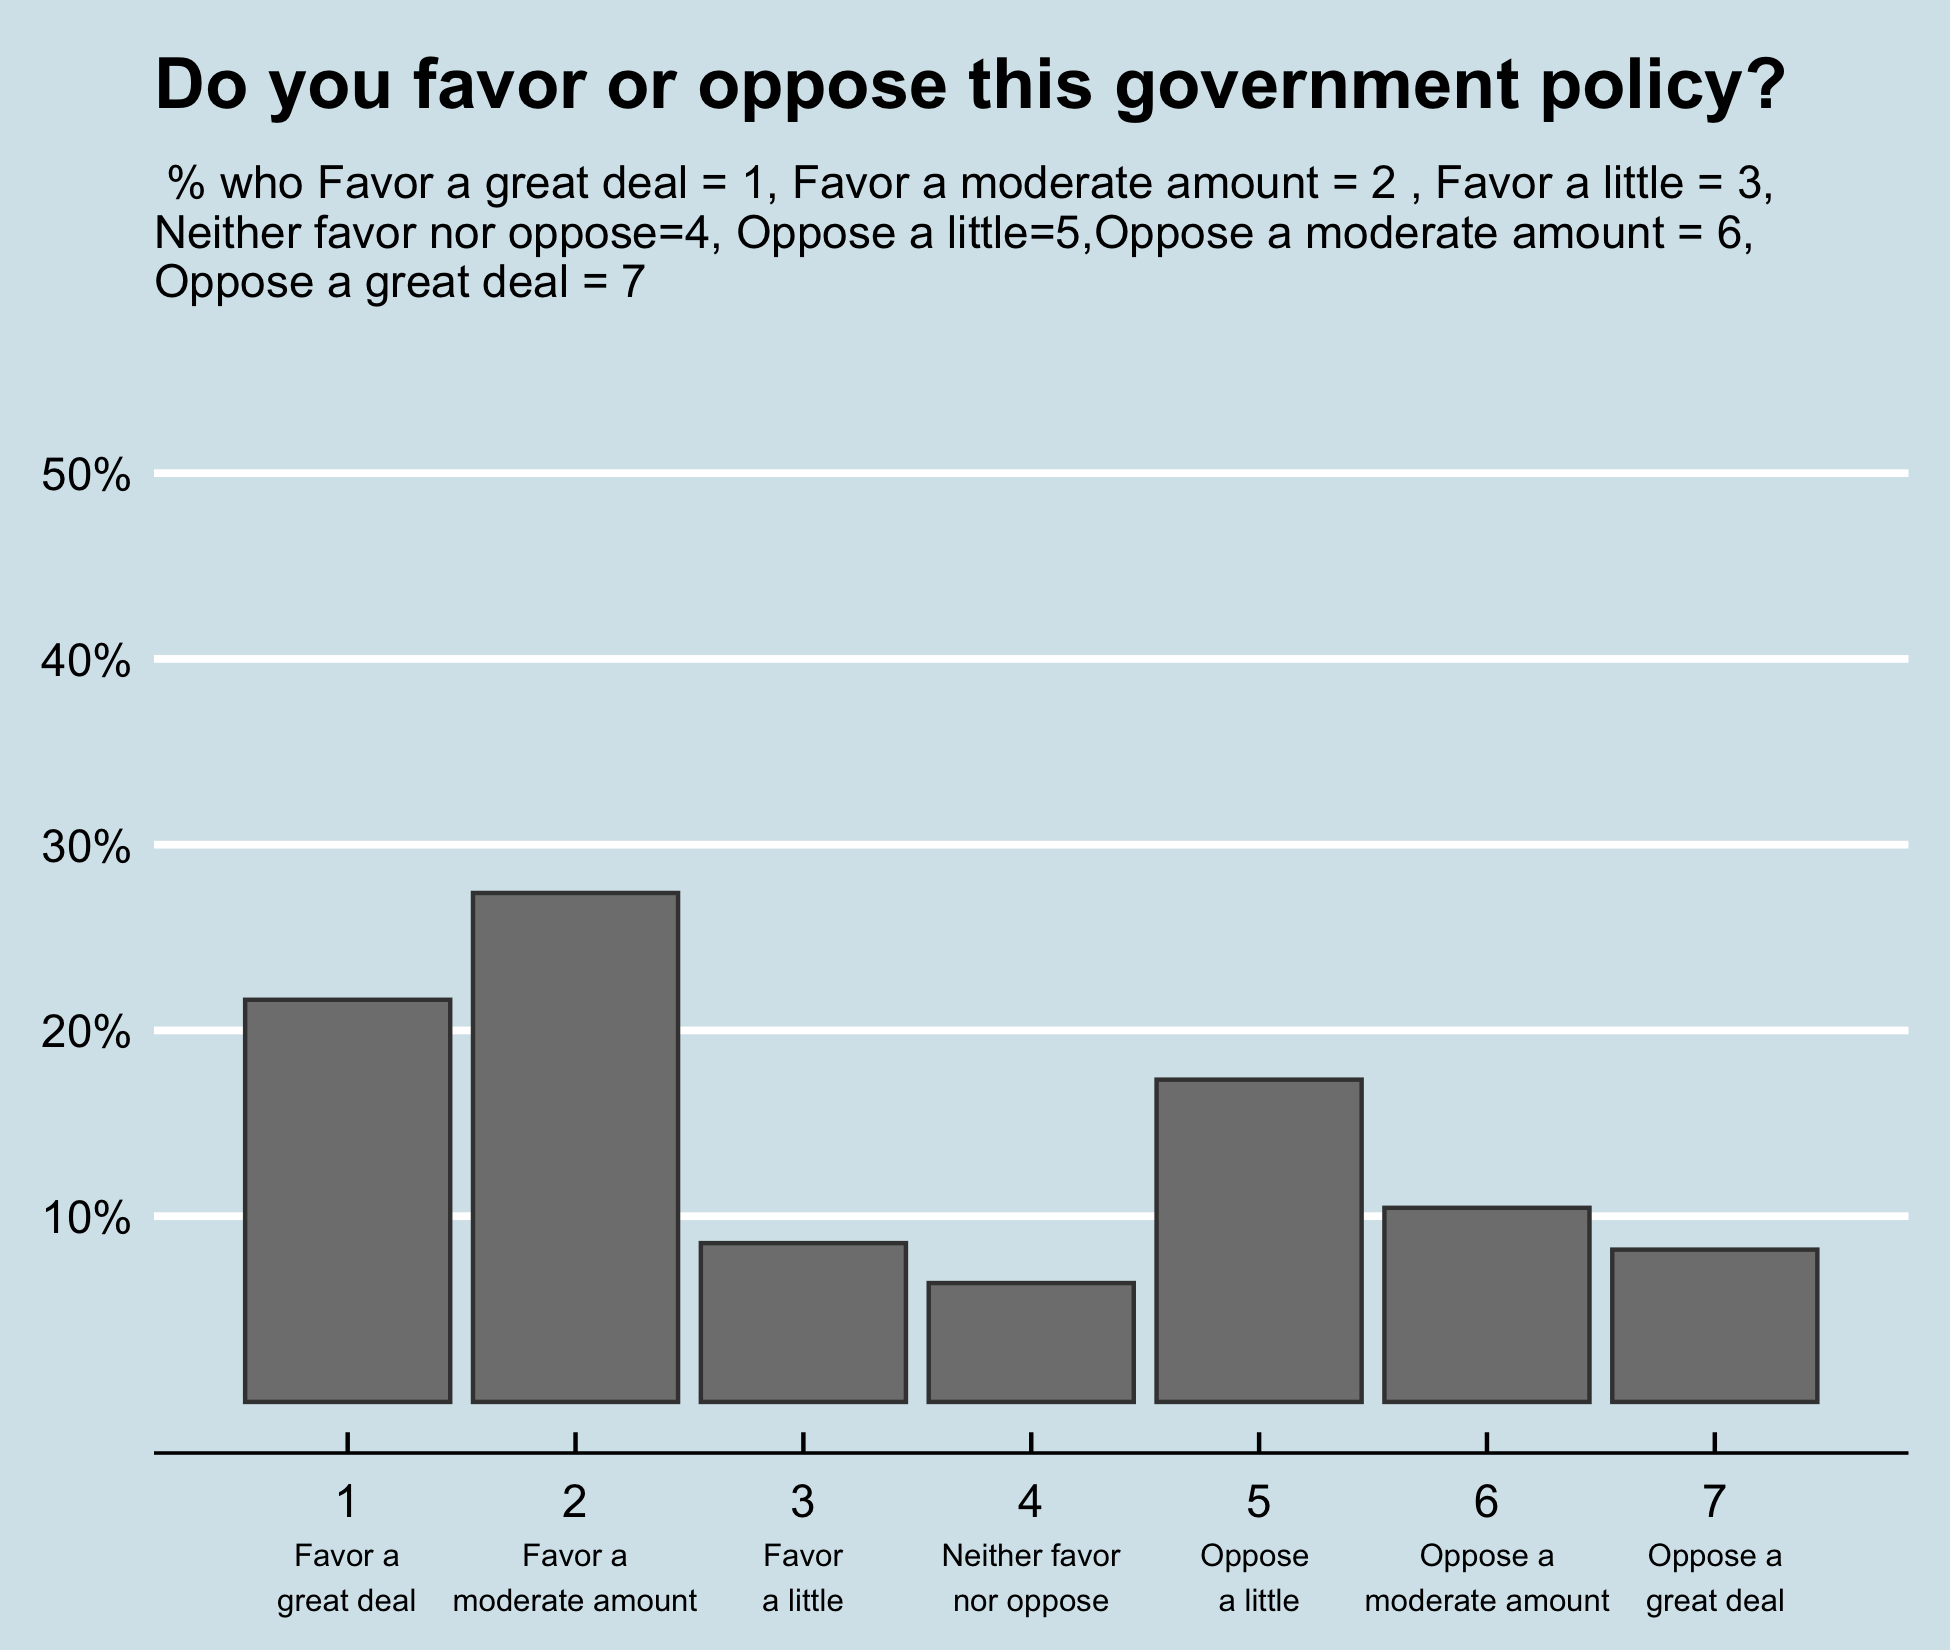 Do you favor or oppose this government policy?
% who Favor a great deal = 1, Favor a moderate amount = 2 , Favor a little = 3,
Neither favor nor oppose=4, Oppose a little=5,Oppose a moderate amount = 6,
Oppose a great deal = 7
50%
40%
30%
20%
10%
1 2 3 4 5 6 7
Favor a Favor a Favor Neither favor Oppose Oppose a Oppose a
great deal moderate amount a little nor oppose a little moderate amount great deal